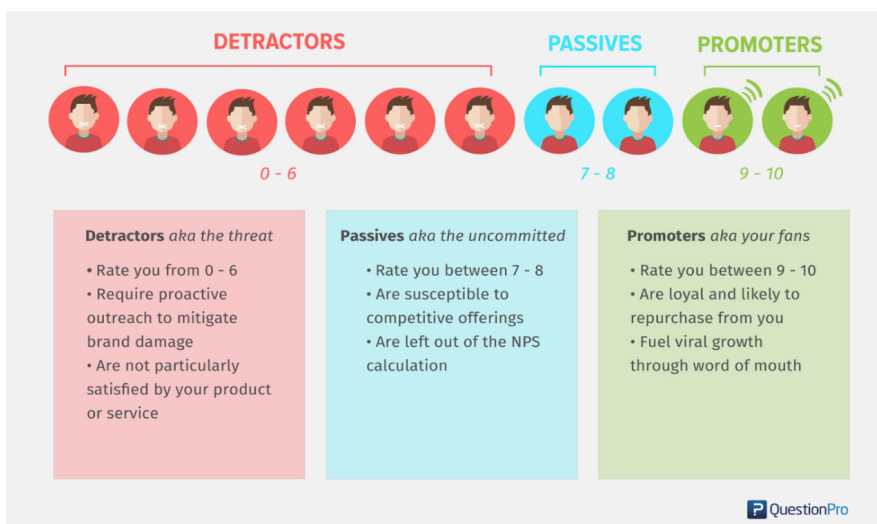 DETRACTORS
PASSIVES
PROMOTERS
0 - 6
7 - 8
9 - 10
Detractors aka the threat
• Rate you from 0 - 6
• Require proactive
outreach to mitigate
brand damage
• Are not particularly
satisfied by your product
or service
Passives aka the uncommitted
• Rate you between 7 - 8
• Are susceptible to
competitive offerings
• Are left out of the NPS
calculation
Promoters aka your fans
• Rate you between 9 - 10
• Are loyal and likely to
repurchase from you
• Fuel viral growth
through word of mouth
QuestionPro